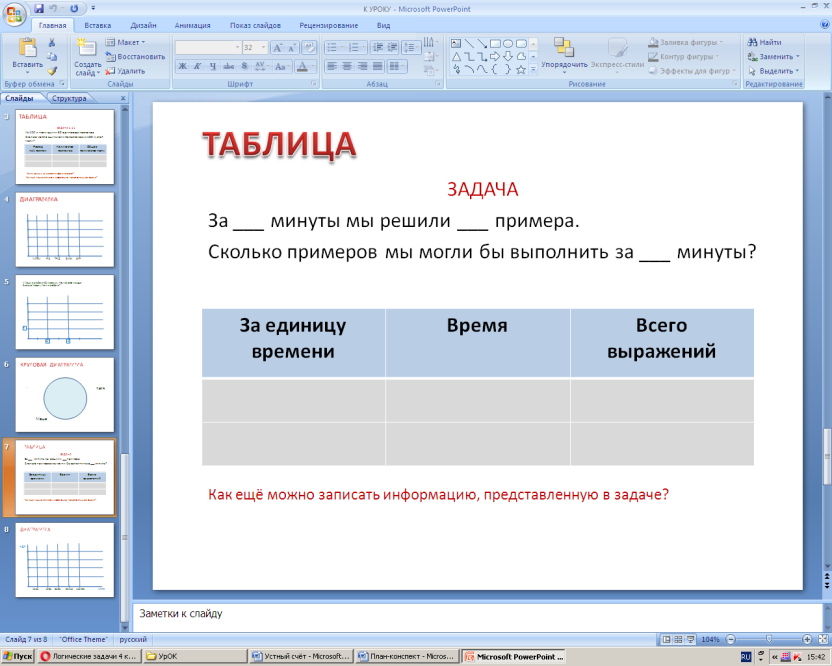 К УРОКУ - Microsoft PowerPoint
Главная Вставка Дизайн Анимация Показ слайдов Рецензирование Вид
Вставить
Буфер обмена
Создать слайд
Макет
Восстановить
Удалить
Слайды
32
Ж К Ч abc S AV Aa A
Шрифт
Абзац
Упорядочить
Экспресс-стили
Заливка фигуры
Контур фигуры
Эффекты для фигур
Рисование
Найти
Заменить
Выделить
Редактирование
Слайды Структура
3 ТАБЛИЦА
4 ДИАГРАММА
5
6 КРУГОВАЯ ДИАГРАММА
7 ТАБЛИЦА
8 ДИАГРАММА
ТАБЛИЦА
ЗАДАЧА
За ___ минуты мы решили ___ примера.
Сколько примеров мы могли бы выполнить за ___ минуты?
За единицу времени
Время
Всего выражений
Как ещё можно записать информацию, представленную в задаче?
Заметки к слайду
Слайд 7 из 8 "Office Theme" русский 104%
Пуск Логические задачи 4 к... УрОК Устный счёт - Microsoft... План-конспект - Micros... Microsoft PowerPoint ... RU 15:42